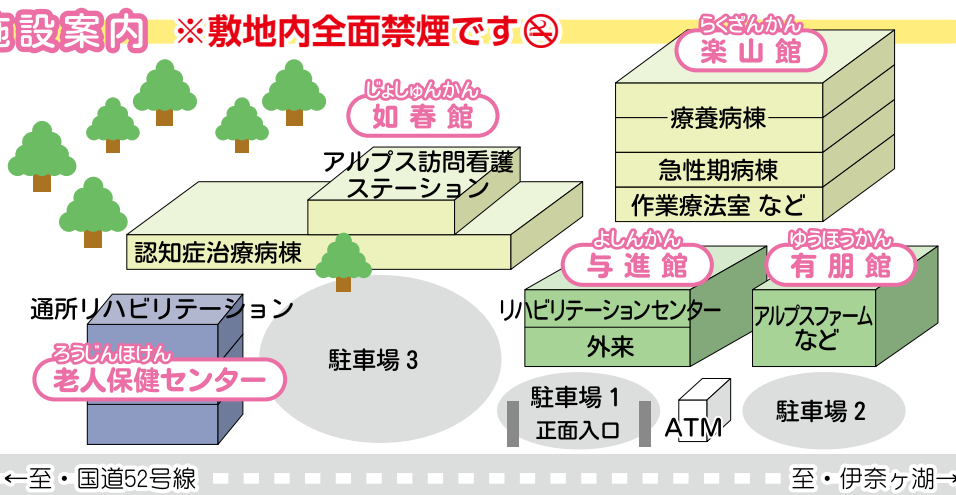 施設案内 ※敷地内全面禁煙です
らくざんかん
楽山館
療養病棟
急性期病棟
作業療法室 など
じょしゅんかん
如春館
アルプス訪問看護
ステーション
認知症治療病棟
よしんかん
与進館
リハビリテーションセンター
外来
ゆうほうかん
有朋館
アルプスファーム
など
通所リハビリテーション
ろうじんほけん
老人保健センター
駐車場3
駐車場1
正面入口
ATM
駐車場2
←至・国道52号線
至・伊奈ヶ湖→